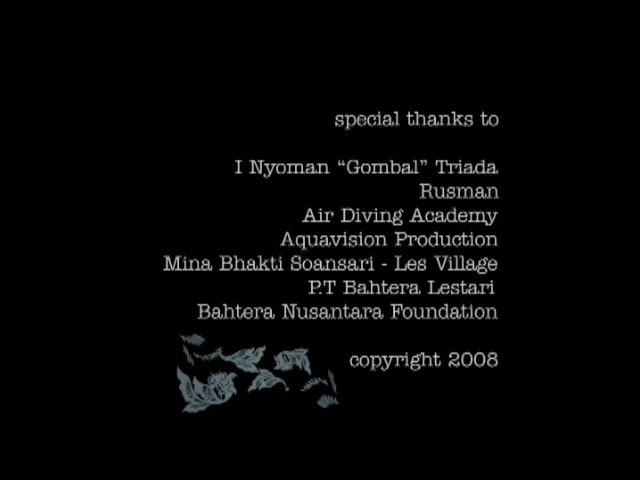 special thanks to
I Nyoman “Gombal” Triada
Rusman
Air Diving Academy
Aquavision Production
Mina Bhakti Soansari - Les Village
P.T Bahtera Lestari
Bahtera Nusantara Foundation
copyright 2008